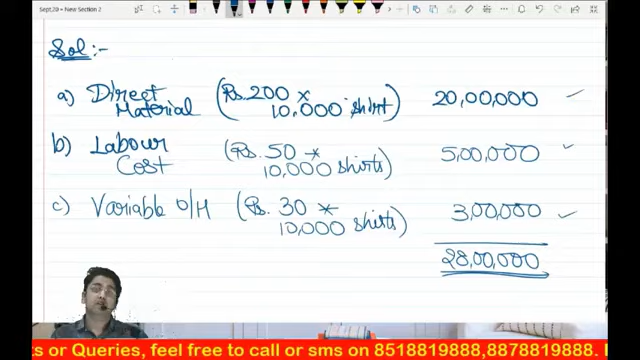 Sept.20 - New Section 2
Sol :-
a) Direct Material (Rs. 200 × 10,000 shirt) 20,00,000
b) Labour Cost (Rs. 50 * 10,000 shirts) 5,00,000
c) Variable O/H (Rs. 30 * 10,000 shirts) 3,00,000
28,00,000
ts or Queries, feel free to call or sms on 8518819888,8878819888. I